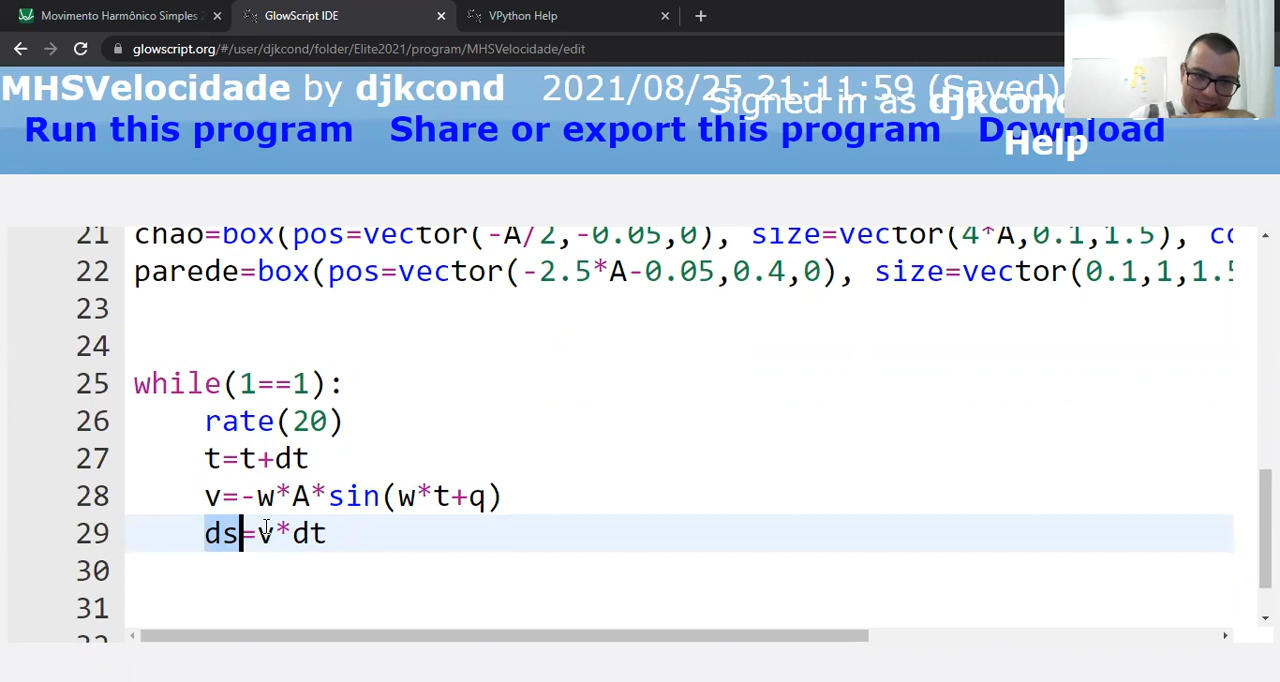 Movimento Harmônico Simples
GlowScript IDE
VPython Help
glowscript.org/#/user/djkcond/folder/Elite2021/program/MHSVelocidade/edit
MHSVelocidade by djkcond 2021/08/25 21:11:59 (Saved)
Signed in as djkcond
Run this program Share or export this program Download
Help
21 chao=box(pos=vector(-A/2,-0.05,0), size=vector(4*A,0.1,1.5), co
22 parede=box(pos=vector(-2.5*A-0.05,0.4,0), size=vector(0.1,1,1.5
23
24
25 while(1==1):
26 rate(20)
27 t=t+dt
28 v=-w*A*sin(w*t+q)
29 ds=v*dt
30
31